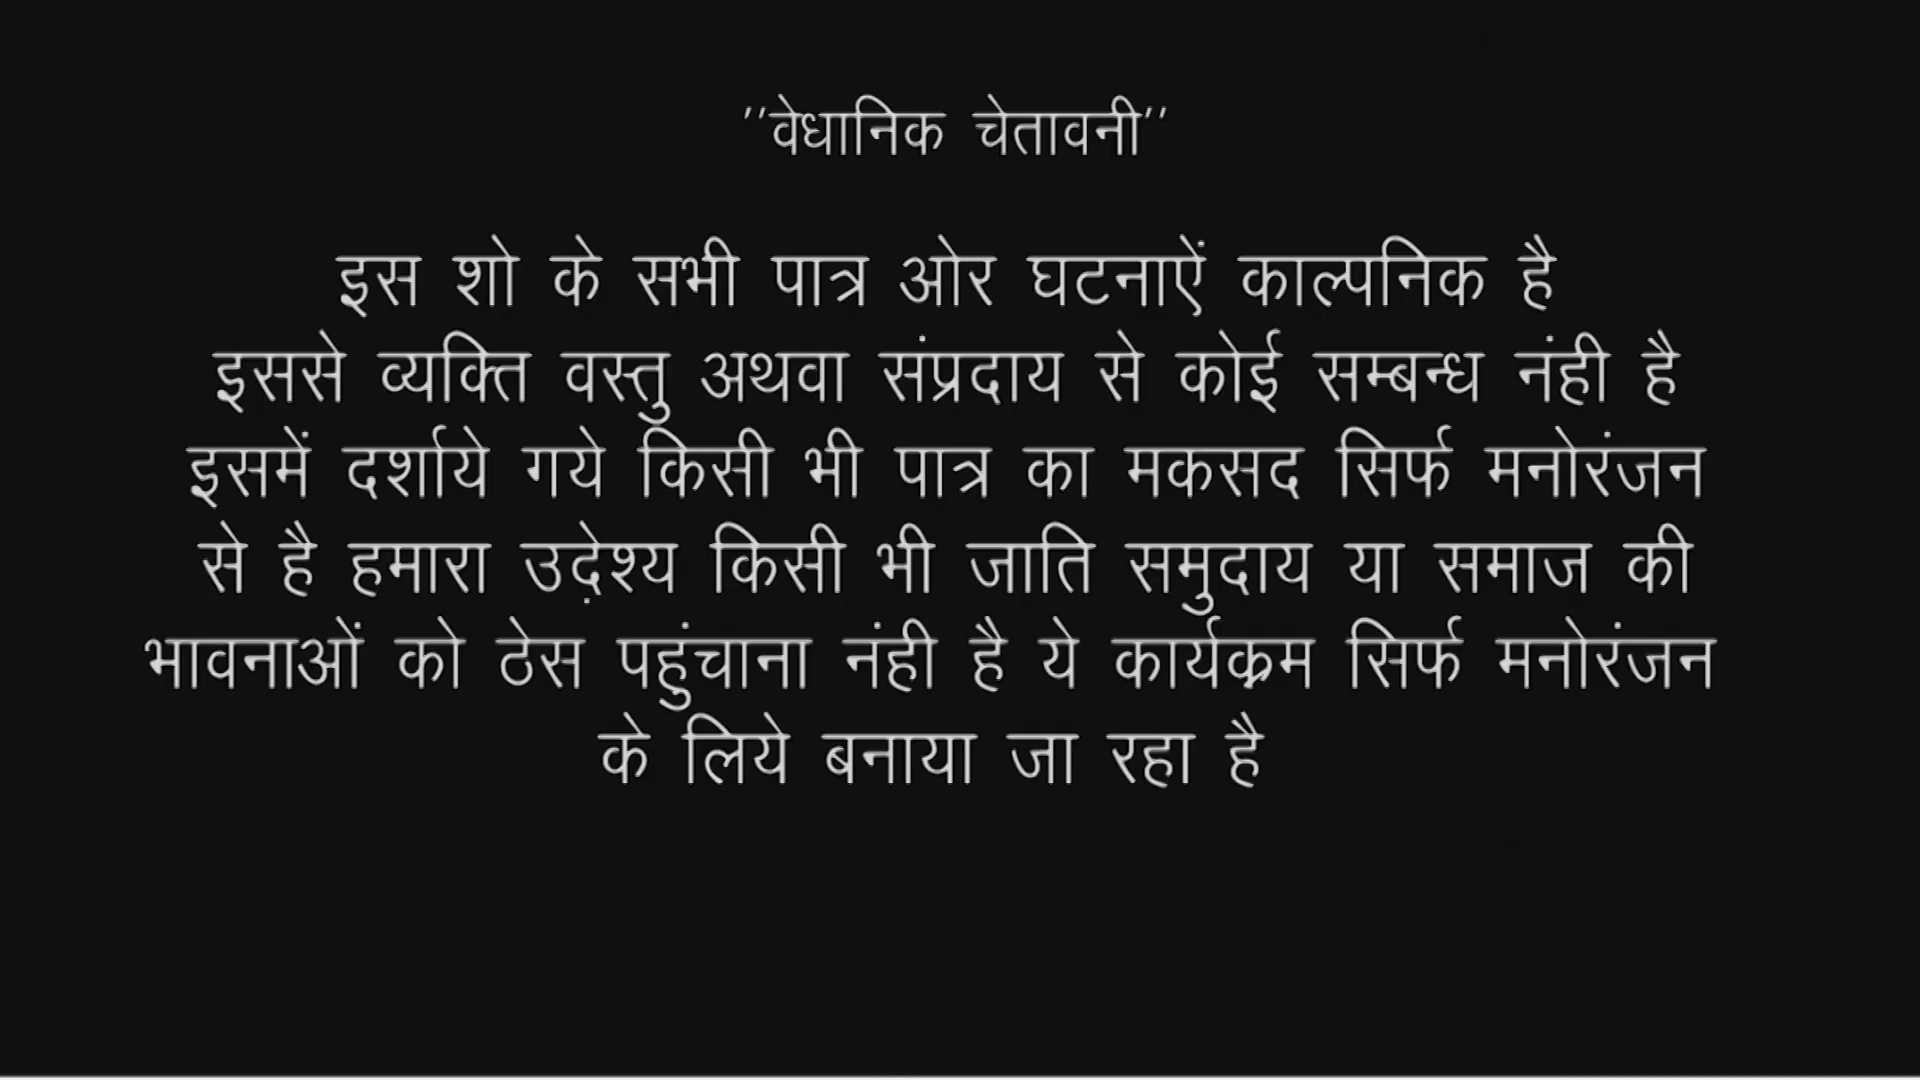 ''वेधानिक चेतावनी''
इस शो के सभी पात्र ओर घटनाऐं काल्पनिक है
इससे व्यक्ति वस्तु अथवा संप्रदाय से कोई सम्बन्ध नंही है
इसमें दर्शाये गये किसी भी पात्र का मकसद सिर्फ मनोरंजन
से है हमारा उद़ेश्य किसी भी जाति समुदाय या समाज की
भावनाओं को ठेस पहुंचाना नंही है ये कार्यक्रम सिर्फ मनोरंजन
के लिये बनाया जा रहा है